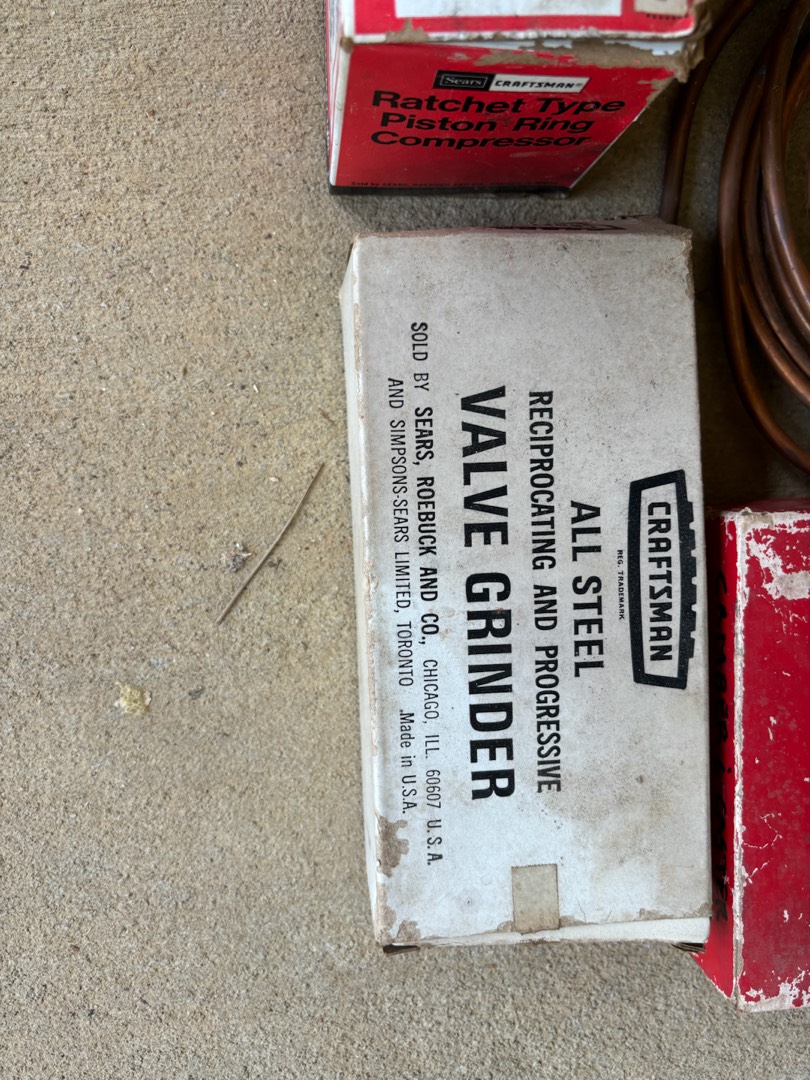 Sears CRAFTSMAN®
Ratchet Type
Piston Ring
Compressor
CRAFTSMAN
REG. TRADEMARK
ALL STEEL
RECIPROCATING AND PROGRESSIVE
VALVE GRINDER
SOLD BY SEARS, ROEBUCK AND CO., CHICAGO, ILL. 60607 U.S.A.
AND SIMPSONS-SEARS LIMITED, TORONTO .Made in U.S.A.